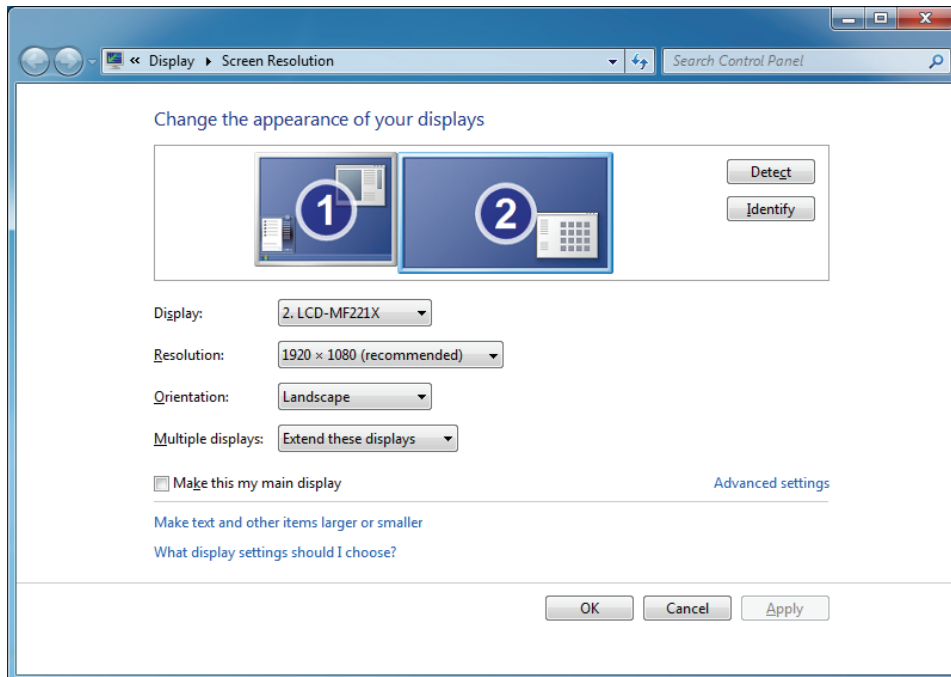 « Display ▸ Screen Resolution
Search Control Panel
Change the appearance of your displays
1
2
Detect
Identify
Display:
2. LCD-MF221X
Resolution:
1920 × 1080 (recommended)
Orientation:
Landscape
Multiple displays:
Extend these displays
Make this my main display
Advanced settings
Make text and other items larger or smaller
What display settings should I choose?
OK
Cancel
Apply